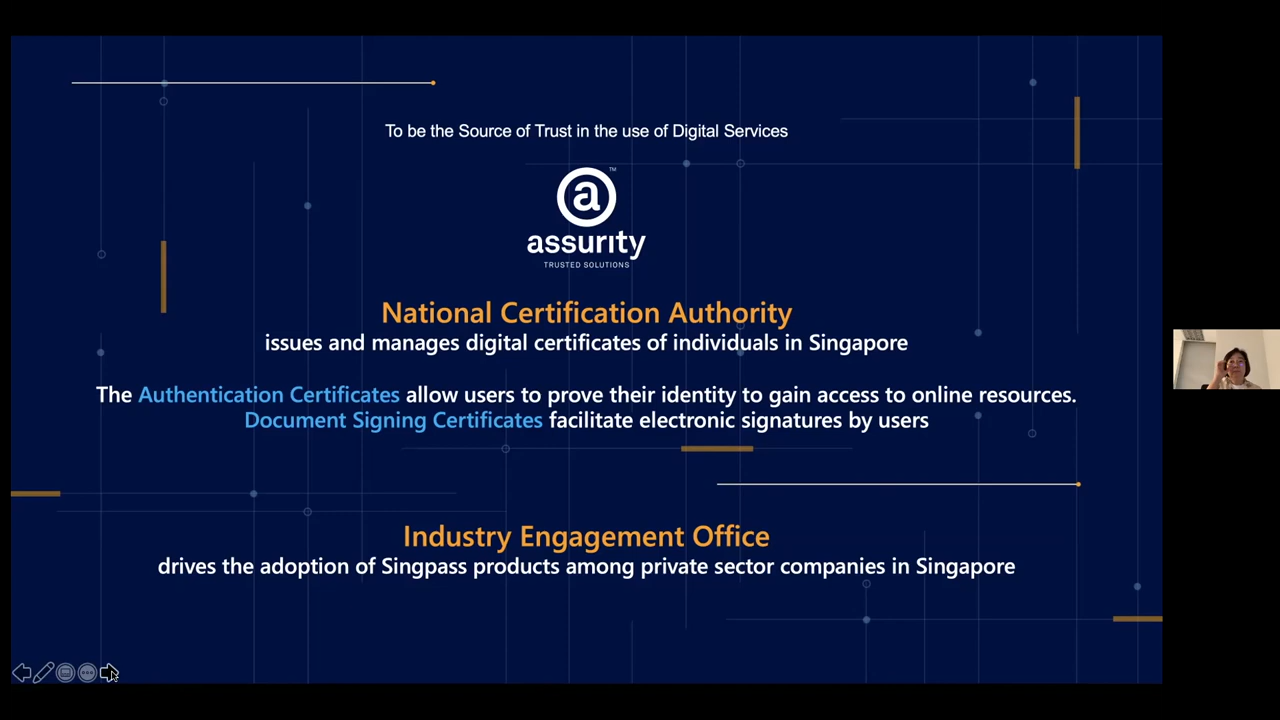 To be the Source of Trust in the use of Digital Services
a
TM
assurity
TRUSTED SOLUTIONS
National Certification Authority
issues and manages digital certificates of individuals in Singapore
The Authentication Certificates allow users to prove their identity to gain access to online resources.
Document Signing Certificates facilitate electronic signatures by users
Industry Engagement Office
drives the adoption of Singpass products among private sector companies in Singapore